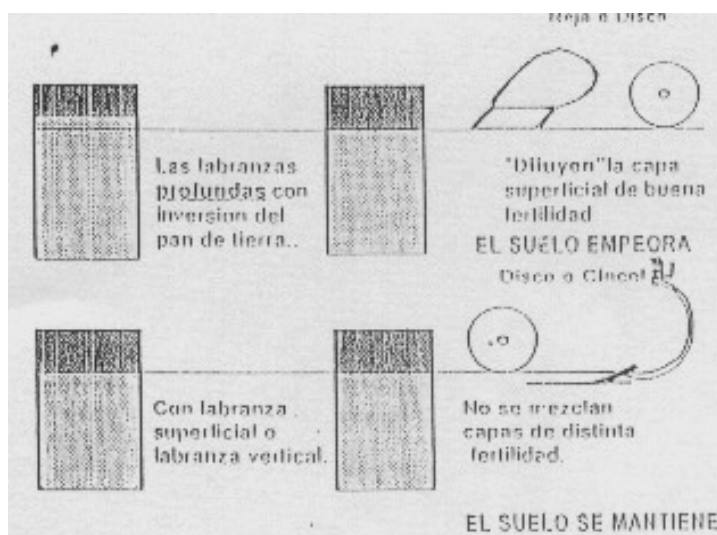 Reja o Disco
Las labranzas
profundas con
inversion del
pan de tierra..
"Diluyen" la capa
superficial de buena
fertilidad
EL SUELO EMPEORA
Disco o Cincel
Con labranza
superficial o
labranza vertical.
No se mezclan
capas de distinta
fertilidad.
EL SUELO SE MANTIENE